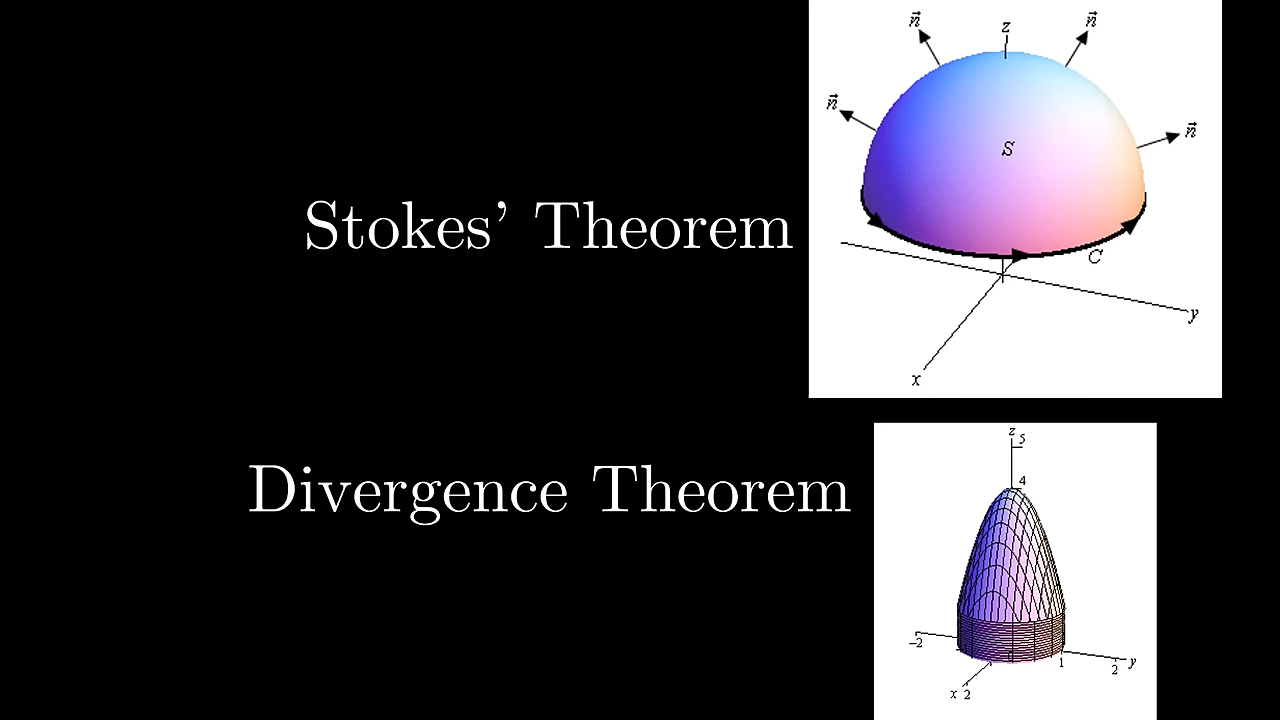 n⃗
z
n⃗
n⃗
n⃗
S
Stokes' Theorem
C
y
x
z
5
4
Divergence Theorem
-2
1
2
y
x
2